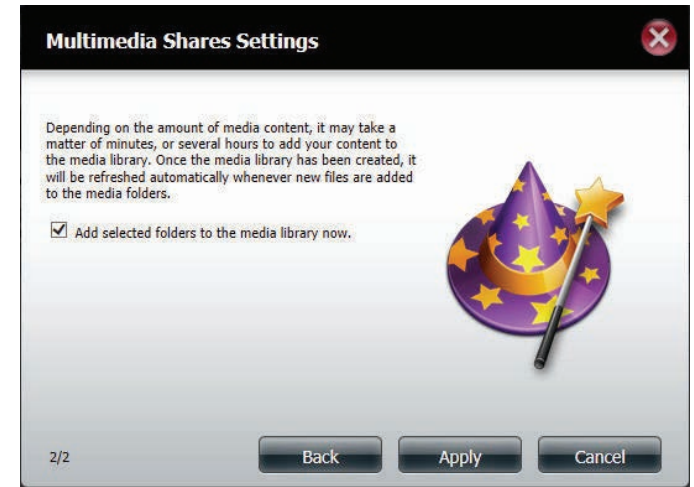 Multimedia Shares Settings
Depending on the amount of media content, it may take a
matter of minutes, or several hours to add your content to
the media library. Once the media library has been created, it
will be refreshed automatically whenever new files are added
to the media folders.
Add selected folders to the media library now.
2/2
Back
Apply
Cancel